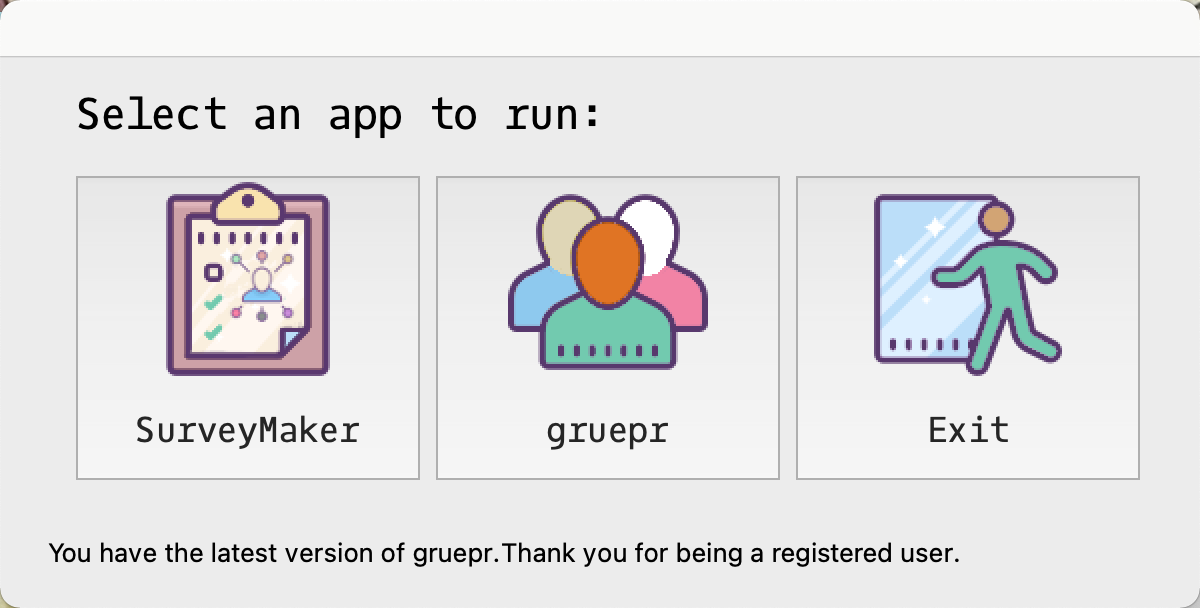 Select an app to run:
SurveyMaker
gruepr
Exit
You have the latest version of gruepr.Thank you for being a registered user.